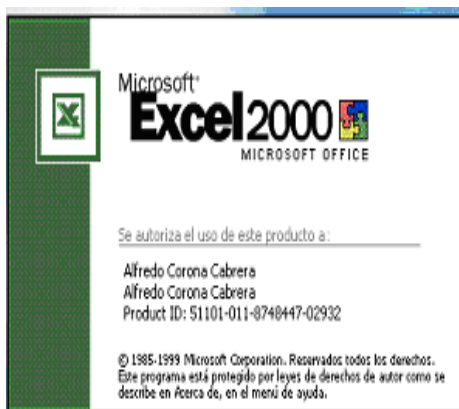 Microsoft
Excel 2000
MICROSOFT OFFICE
Se autoriza el uso de este producto a:
Alfredo Corona Cabrera
Alfredo Corona Cabrera
Product ID: 51101-011-8748447-02932
© 1985-1999 Microsoft Corporation. Reservados todos los derechos.
Este programa está protegido por leyes de derechos de autor como se
describe en Acerca de, en el menú de ayuda.